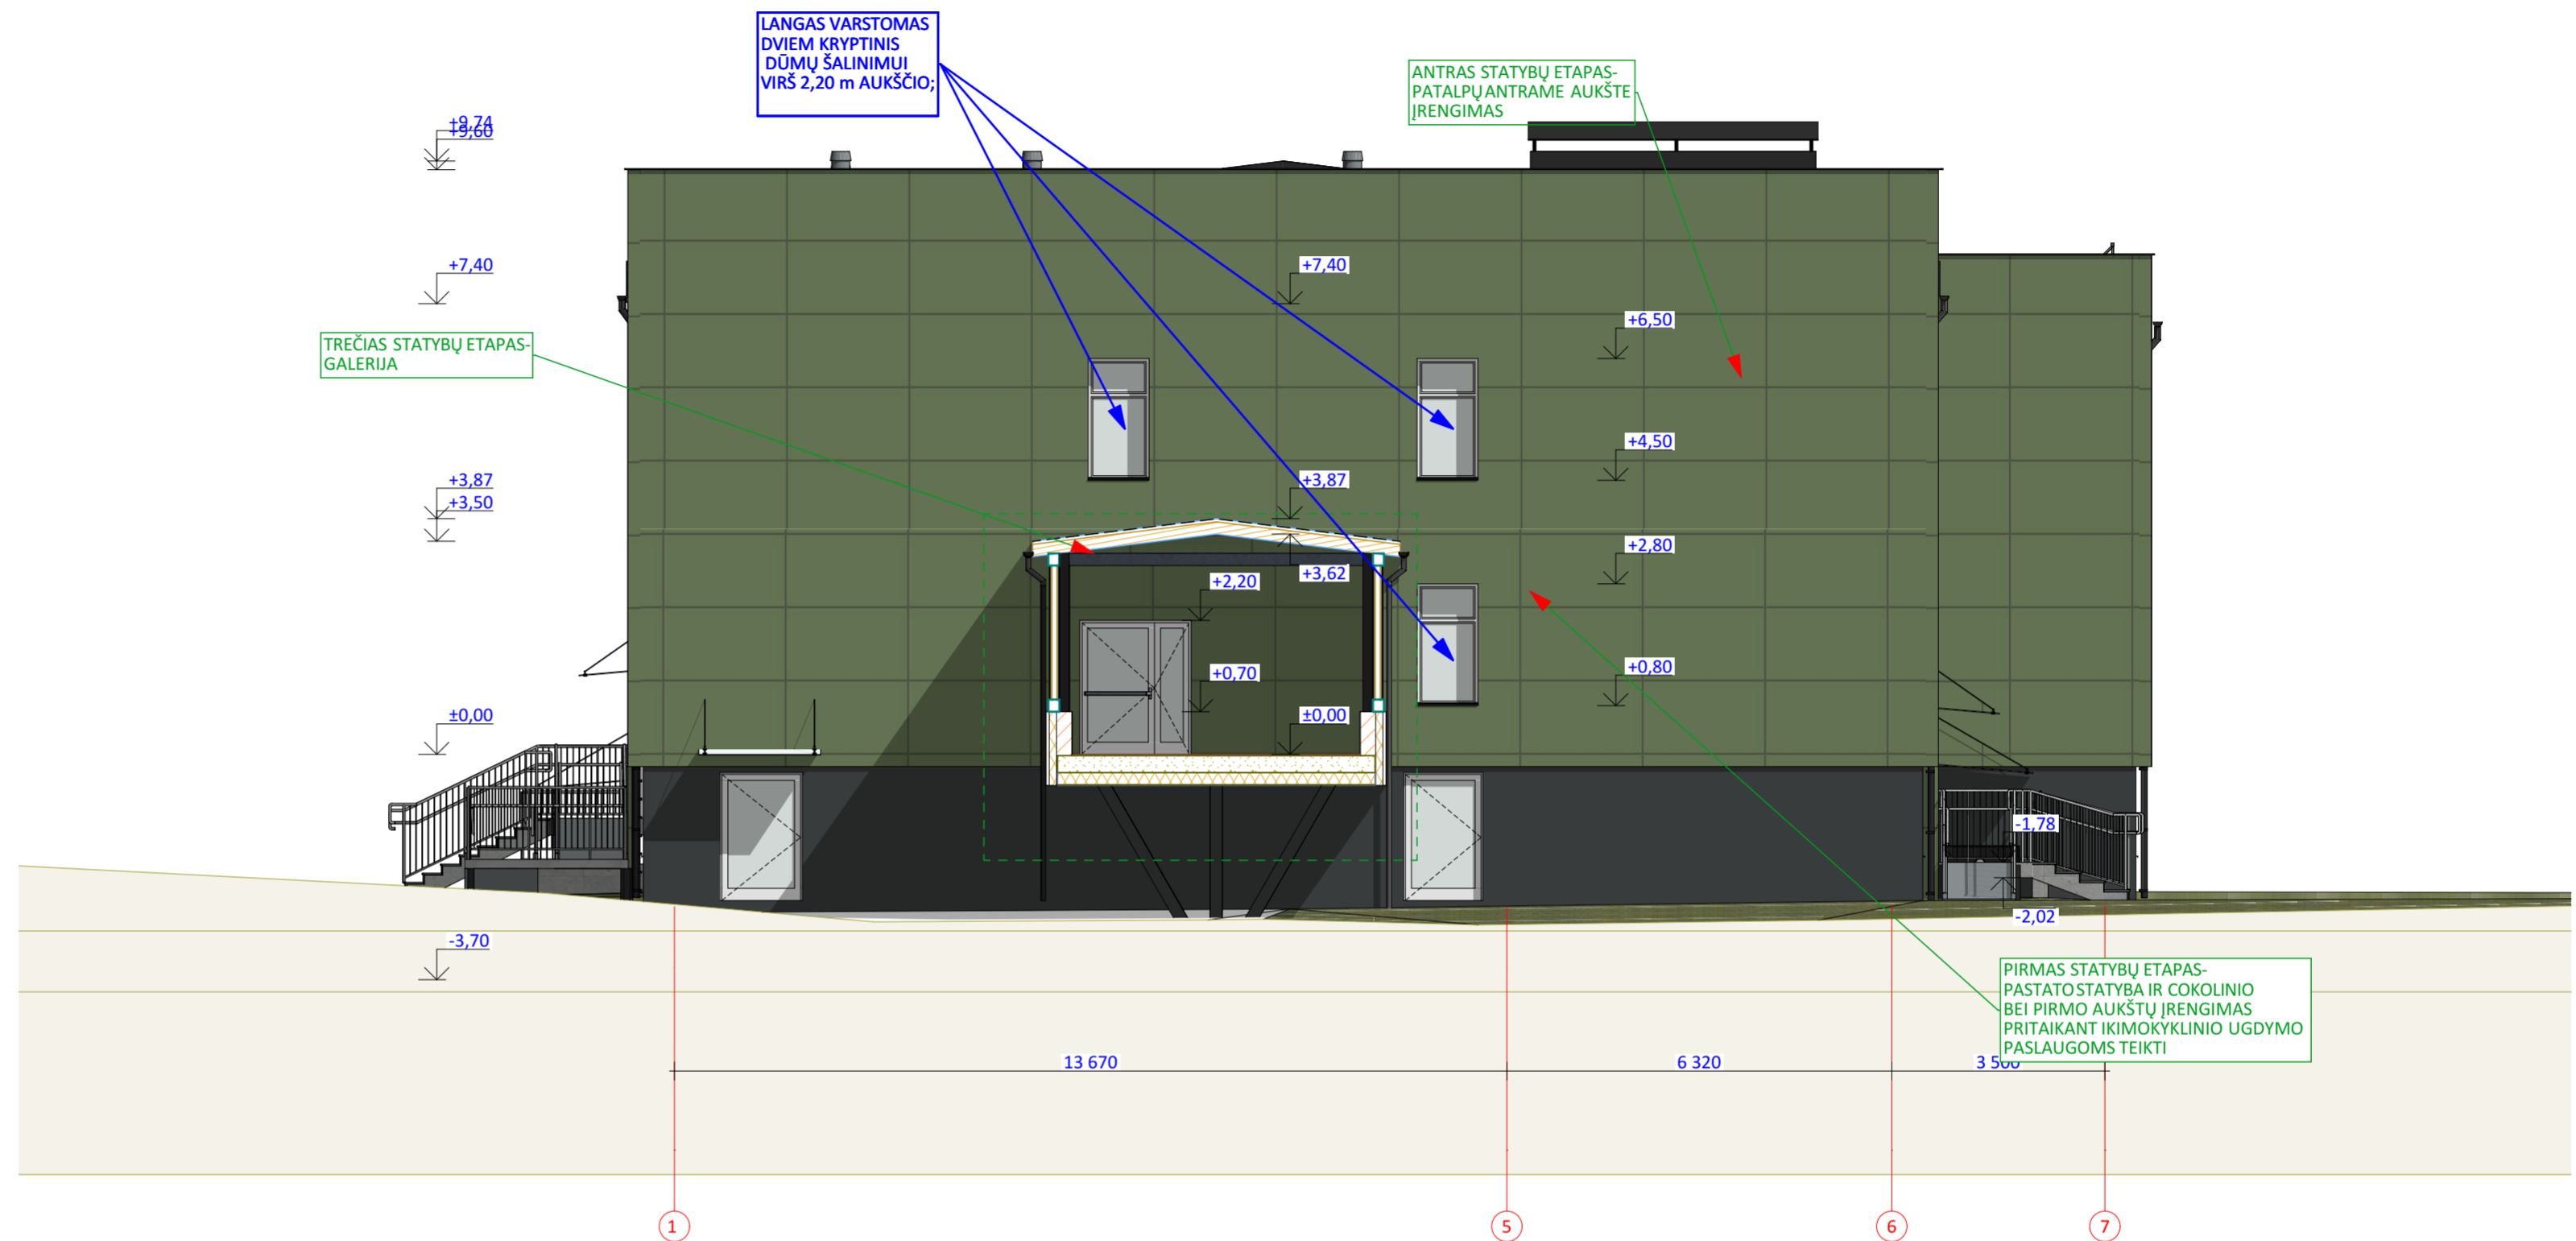 LANGAS VARSTOMAS
DVIEM KRYPTINIS
DŪMŲ ŠALINIMUI
VIRŠ 2,20 m AUKŠČIO;
ANTRAS STATYBŲ ETAPAS-
PATALPŲ ANTRAME AUKŠTE
ĮRENGIMAS
+9,74
+9,60
+7,40
+7,40
+6,50
TREČIAS STATYBŲ ETAPAS-
GALERIJA
+4,50
+3,87
+3,87
+3,50
+2,80
+3,62
+2,20
+0,80
+0,70
±0,00
±0,00
-1,78
-2,02
-3,70
PIRMAS STATYBŲ ETAPAS-
PASTATO STATYBA IR COKOLINIO
BEI PIRMO AUKŠTŲ ĮRENGIMAS
PRITAIKANT IKIMOKYKLINIO UGDYMO
PASLAUGOMS TEIKTI
13 670
6 320
3 500
1
5
6
7